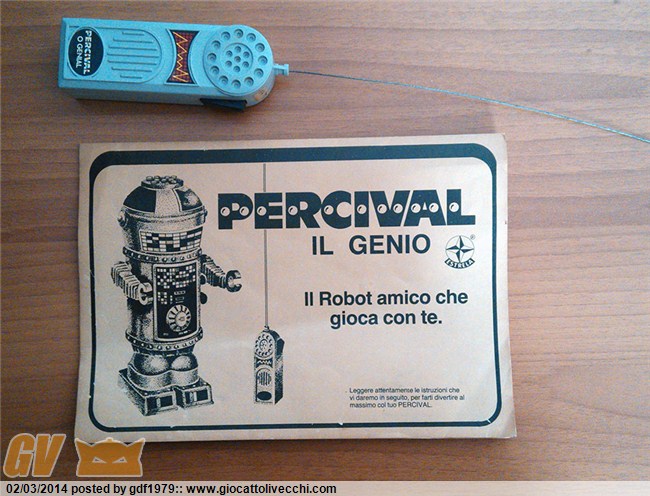 PERCIVAL
O GENIAL
PERCIVAL
IL GENIO
ESTRELA
Il Robot amico che
gioca con te.
Leggere attentamente le istruzioni che
vi daremo in seguito, per farti divertire al
massimo col tuo PERCIVAL.
GV
02/03/2014 posted by gdf1979:: www.giocattolivecchi.com